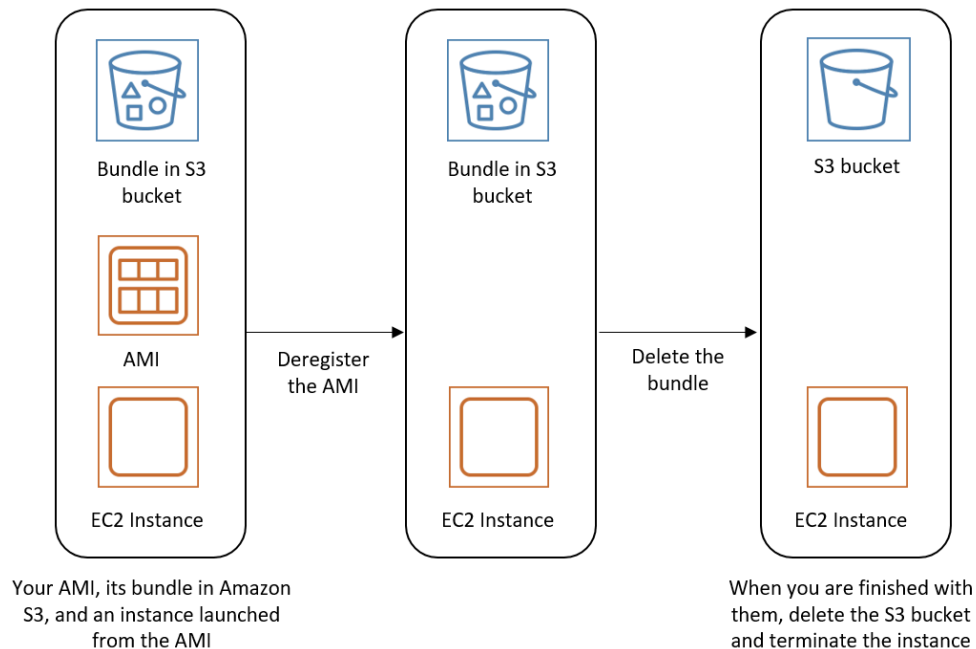 Bundle in S3
bucket
AMI
EC2 Instance
Your AMI, its bundle in Amazon
S3, and an instance launched
from the AMI
Deregister
the AMI
Bundle in S3
bucket
EC2 Instance
Delete the
bundle
S3 bucket
EC2 Instance
When you are finished with
them, delete the S3 bucket
and terminate the instance